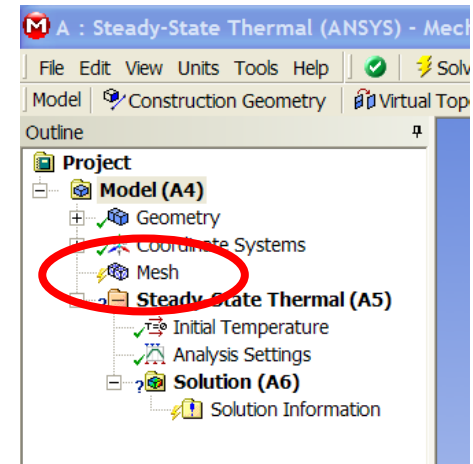 A : Steady-State Thermal (ANSYS) - Mech
File Edit View Units Tools Help Solv
Model Construction Geometry Virtual Top
Outline
Project
Model (A4)
Geometry
Coordinate Systems
Mesh
Steady-State Thermal (A5)
Initial Temperature
Analysis Settings
Solution (A6)
Solution Information